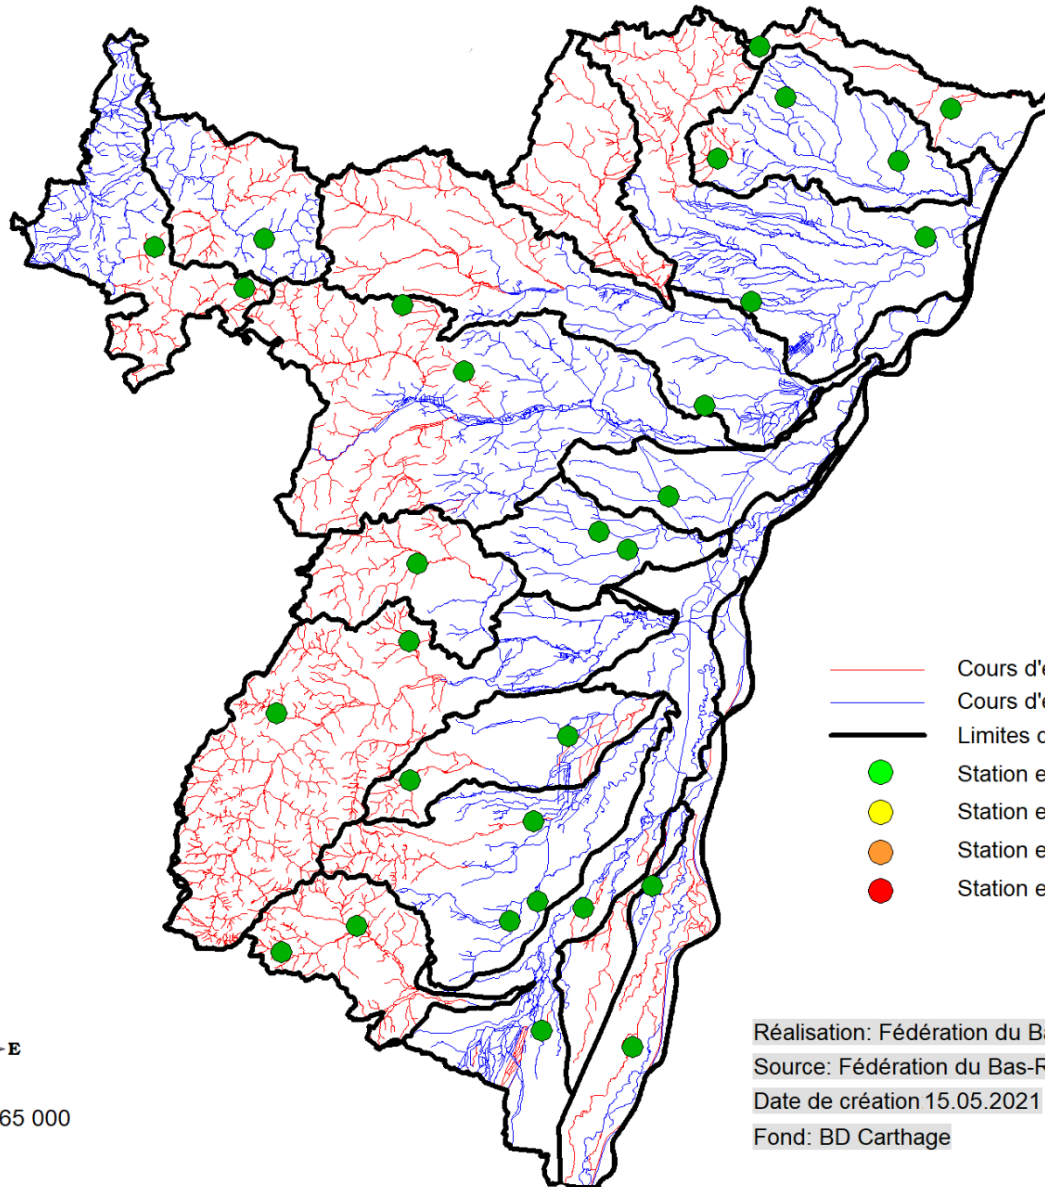 Cours d'e
Cours d'e
Limites d
Station e
Station e
Station e
Station e
E
65 000
Réalisation: Fédération du Ba
Source: Fédération du Bas-R
Date de création 15.05.2021
Fond: BD Carthage